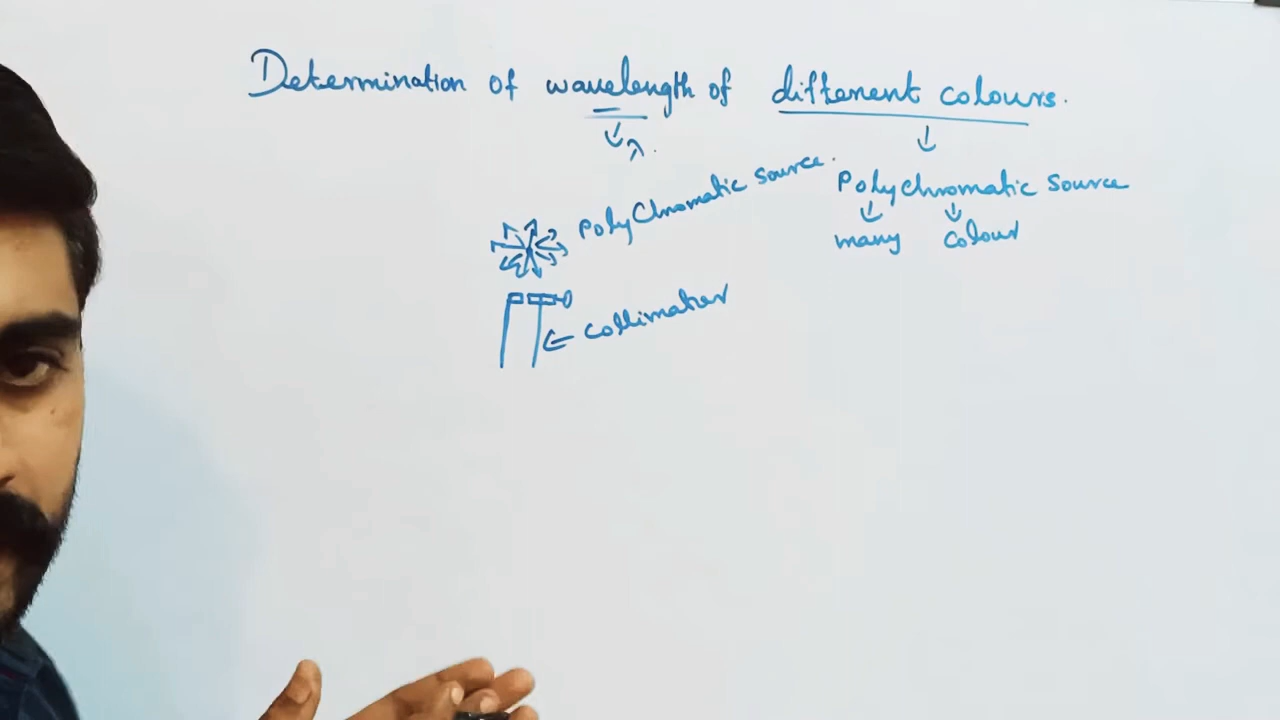 Determination of wavelength of different colours.
λ.
Polychromatic source.
Polychromatic source
many colour
collimator